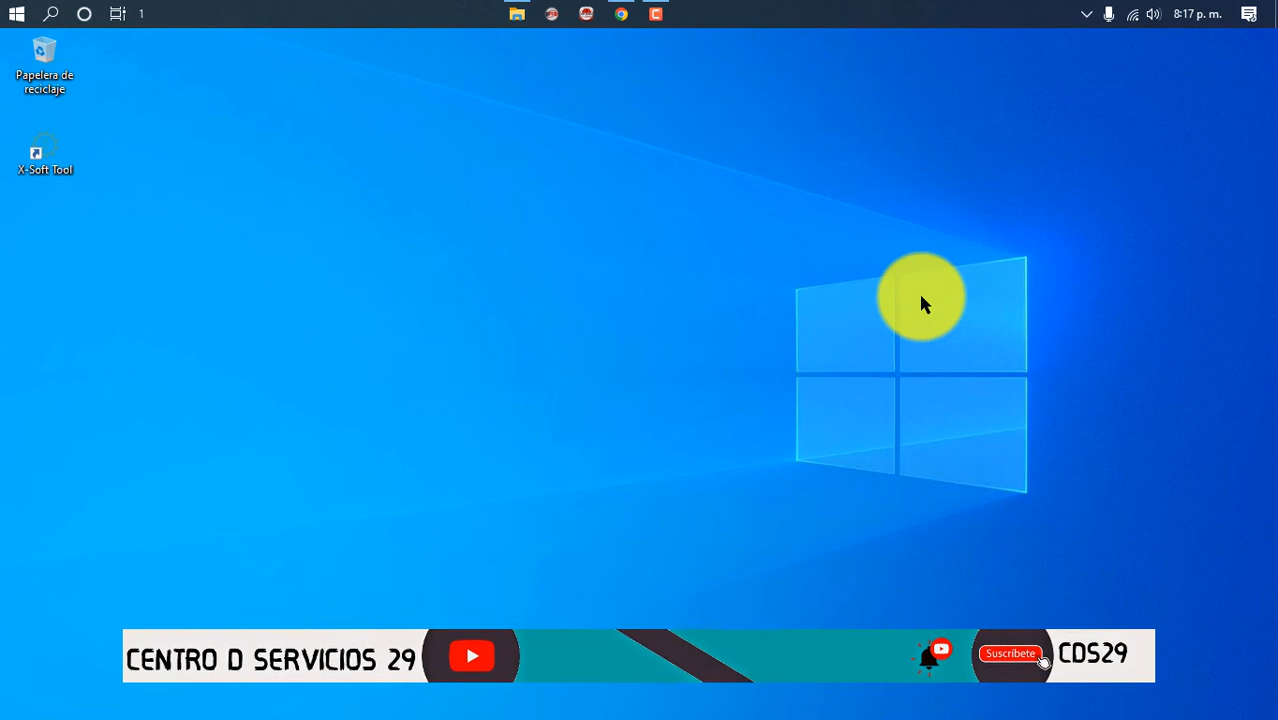 1
8:17 p. m.
Papelera de
reciclaje
X-Soft Tool
CENTRO D SERVICIOS 29
Suscríbete
CDS29